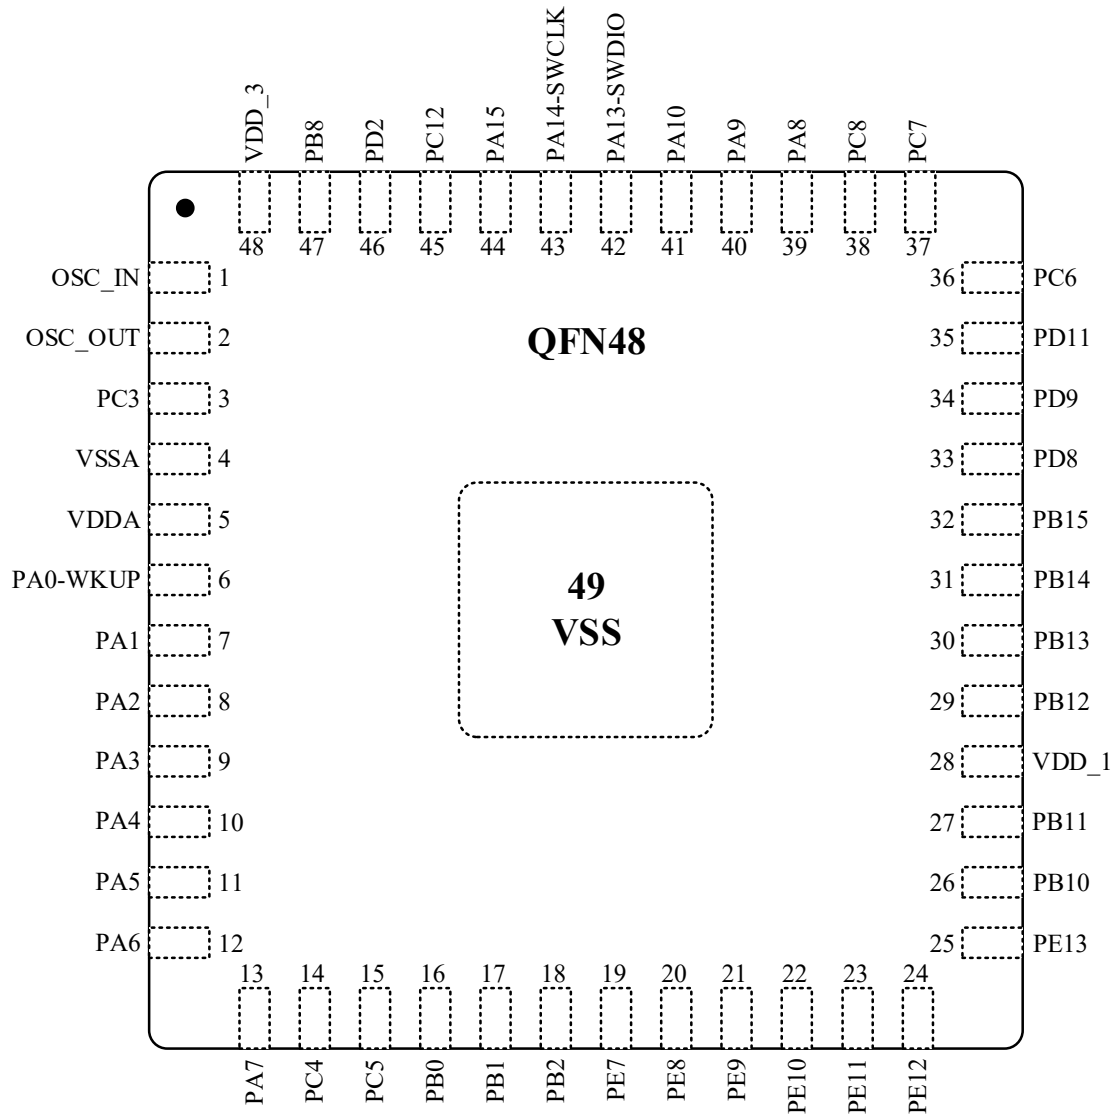 VDD_3
PB8
PD2
PC12
PA15
PA14-SWCLK
PA13-SWDIO
PA10
PA9
PA8
PC8
PC7
48
47
46
45
44
43
42
41
40
39
38
37
OSC_IN 1
36 PC6
OSC_OUT 2
QFN48
35 PD11
PC3 3
34 PD9
VSSA 4
33 PD8
VDDA 5
32 PB15
PA0-WKUP 6
49
VSS
31 PB14
PA1 7
30 PB13
PA2 8
29 PB12
PA3 9
28 VDD_1
PA4 10
27 PB11
PA5 11
26 PB10
PA6 12
25 PE13
13
14
15
16
17
18
19
20
21
22
23
24
PA7
PC4
PC5
PB0
PB1
PB2
PE7
PE8
PE9
PE10
PE11
PE12